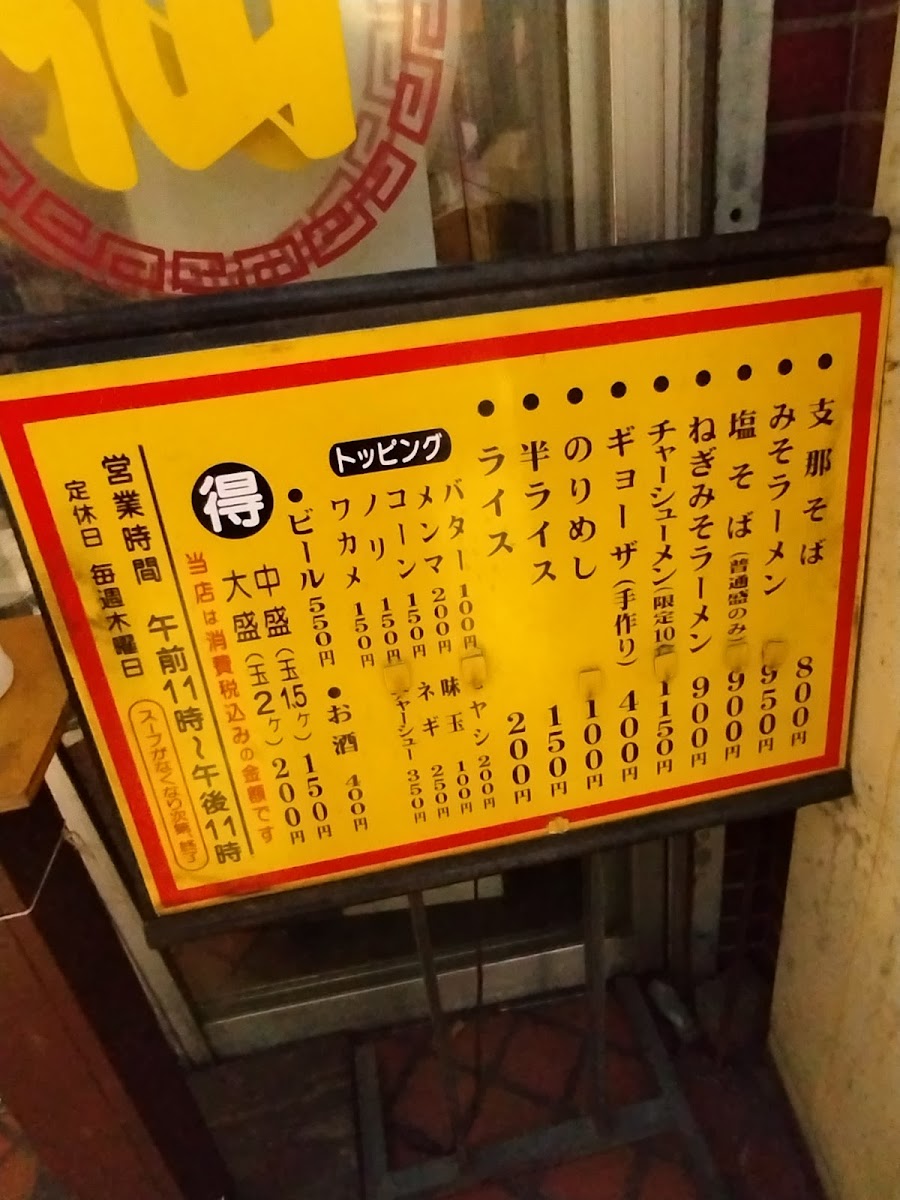 支那そば 800円
みそラーメン 950円
塩そば(普通盛のみ) 900円
ねぎみそラーメン 900円
チャーシューメン(限定10食) 1150円
ギョーザ(手作り) 400円
のりめし 100円
半ライス 150円
ライス 200円
トッピング
バター 100円
メンマ 200円
コーン 150円
ノリ 150円
ワカメ 150円
モヤシ 200円
味玉 100円
ネギ 250円
チャーシュー 350円
ビール 550円
お酒 400円
得
中盛(玉1.5ケ) 150円
大盛(玉2ケ) 200円
当店は消費税込みの金額です
営業時間 午前11時〜午後11時
スープがなくなり次第、終了
定休日 毎週木曜日